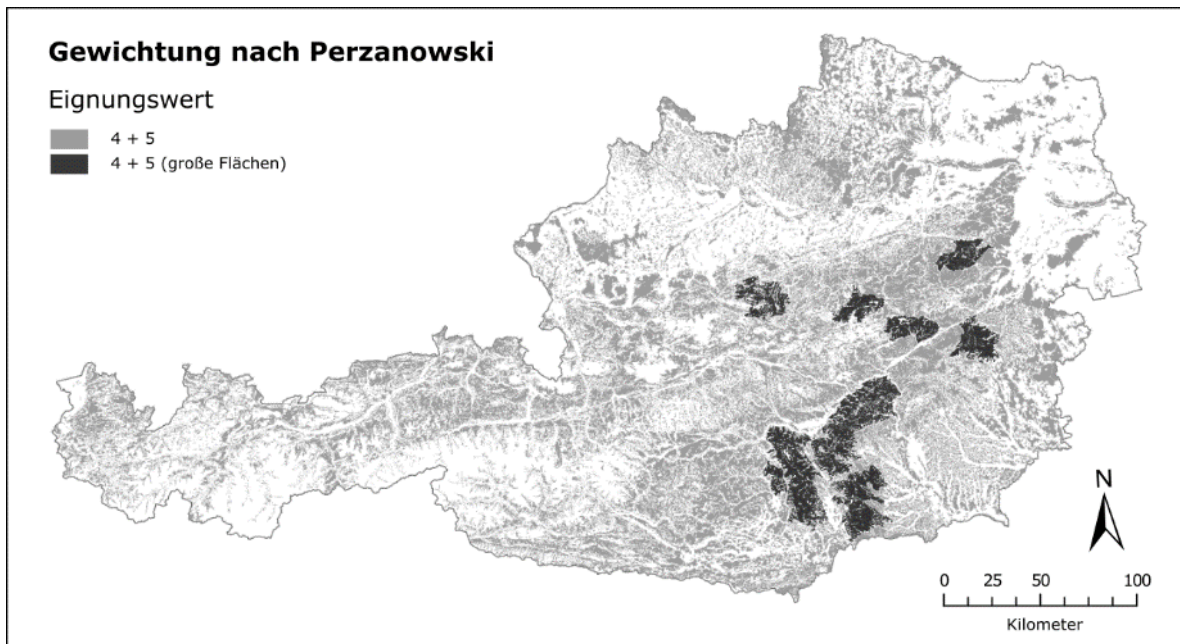 Gewichtung nach Perzanowski
Eignungswert
4 + 5
4 + 5 (große Flächen)
N
0 25 50 100
Kilometer